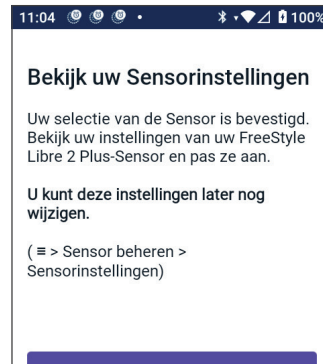 11:04 100%
Bekijk uw Sensorinstellingen
Uw selectie van de Sensor is bevestigd.
Bekijk uw instellingen van uw FreeStyle
Libre 2 Plus-Sensor en pas ze aan.
U kunt deze instellingen later nog
wijzigen.
( ≡ > Sensor beheren >
Sensorinstellingen)